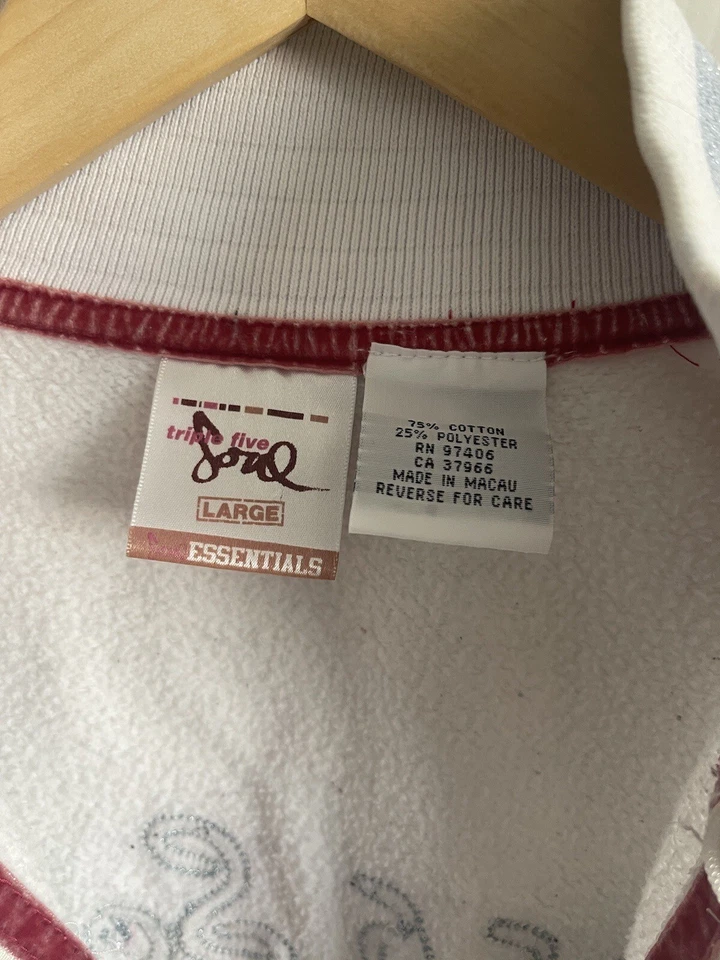 triple five
Soul
LARGE
ESSENTIALS
75% COTTON
25% POLYESTER
RN 97406
CA 37966
MADE IN MACAU
REVERSE FOR CARE